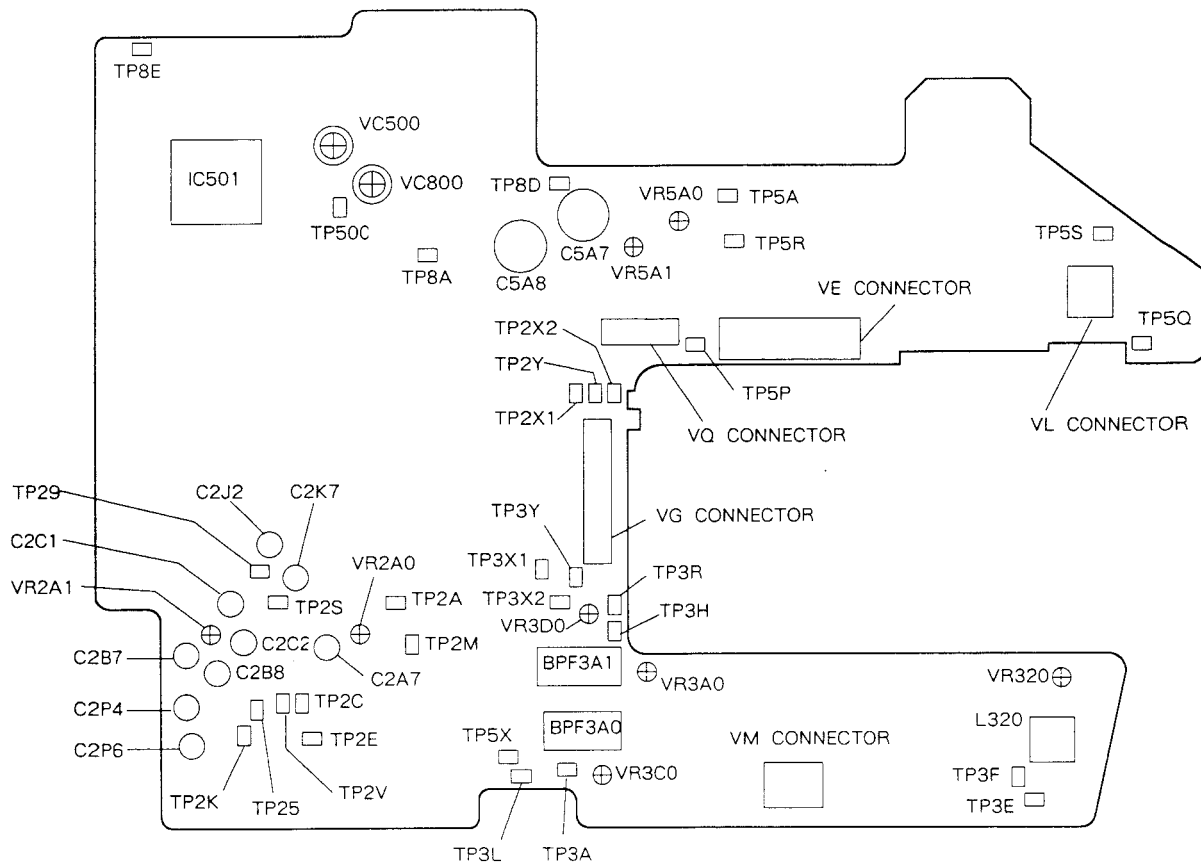 TP8E
VC500
IC501
VC800
TP50C
TP8A
TP8D
C5A7
C5A8
VR5A0
VR5A1
TP5A
TP5R
TP5S
VE CONNECTOR
TP5Q
TP2X2
TP2Y
TP2X1
TP5P
VQ CONNECTOR
VL CONNECTOR
TP29
C2J2
C2K7
C2C1
VR2A1
VR2A0
TP3Y
VG CONNECTOR
TP3X1
TP3X2
TP3R
TP2S
TP2A
VR3D0
TP3H
C2B7
C2C2
TP2M
C2B8
C2A7
BPF3A1
VR3A0
VR320
C2P4
TP2C
BPF3A0
L320
C2P6
TP2E
TP5X
VM CONNECTOR
TP2K
TP25
TP2V
VR3C0
TP3F
TP3E
TP3L
TP3A